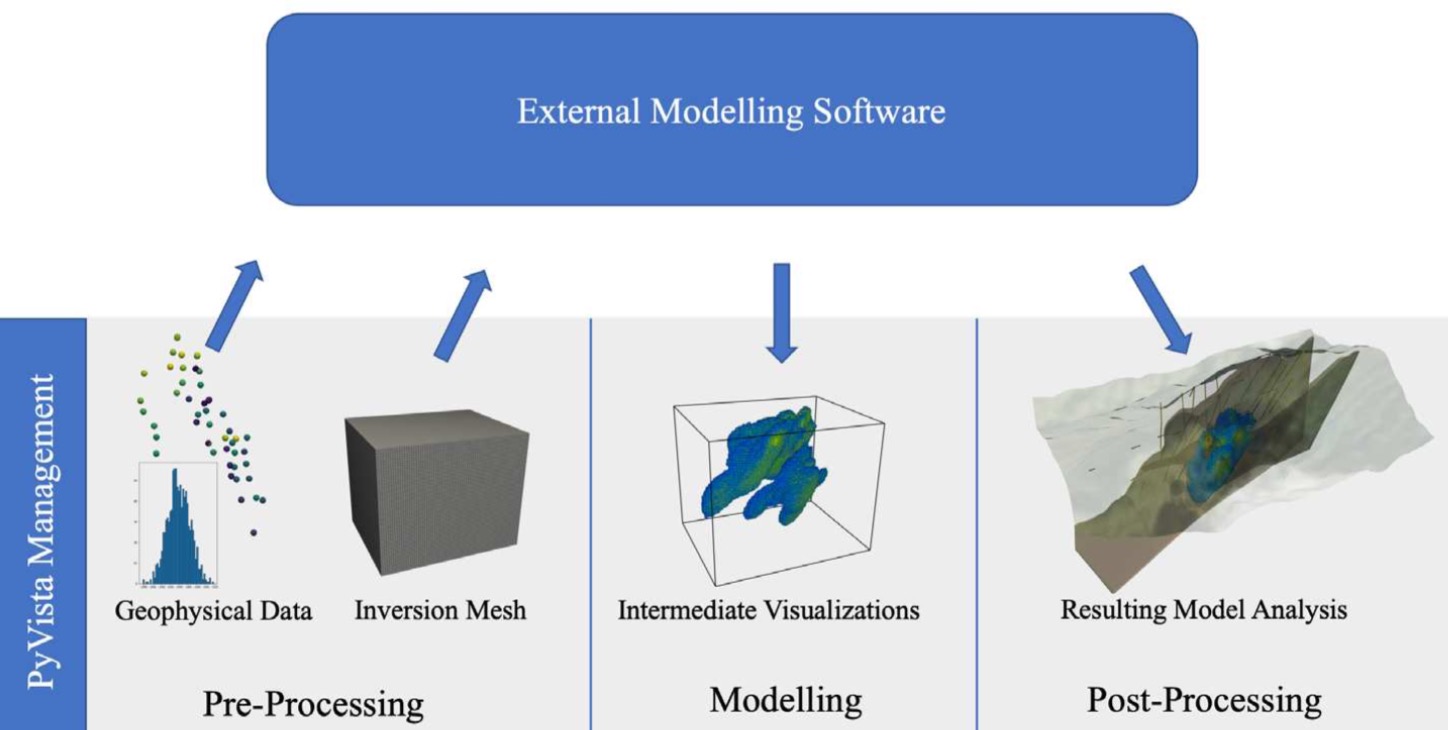 External Modelling Software
PyVista Management
Geophysical Data
Inversion Mesh
Intermediate Visualizations
Resulting Model Analysis
Pre-Processing
Modelling
Post-Processing